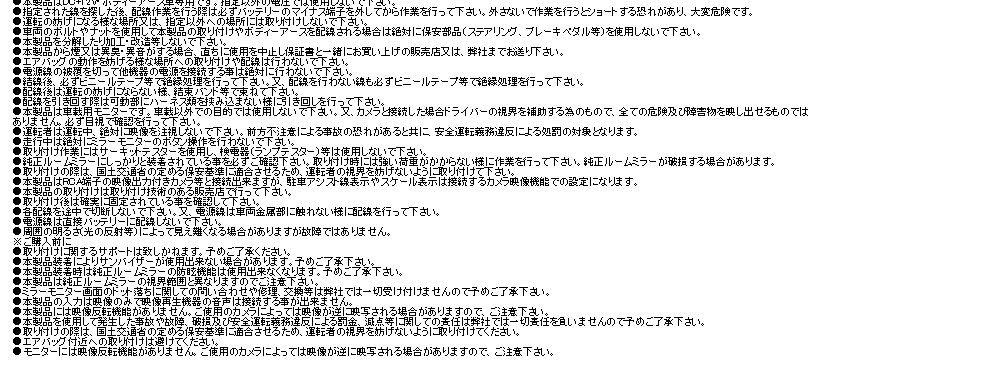 ●本製品はDC+12Vボディーアース車専用です。指定以外の電圧では使用しないで下さい。
●指定された線を探した後、配線作業を行う際は必ずバッテリーのマイナス端子を外してから作業を行って下さい。外さないで作業を行うとショートする恐れがあり、大変危険です。
●運転の妨げになる様な場所又は、指定以外への場所には取り付けしないで下さい。
●車両のボルトやナットを使用して本製品の取り付けやボディーアースを配線される場合は絶対に保安部品(ステアリング、ブレーキペダル等)を使用しないで下さい。
●本製品を分解したり加工・改造等しないで下さい。
●本製品から煙又は異臭・異音がする場合、直ちに使用を中止し保証書と一緒にお買い上げの販売店又は、弊社までお送り下さい。
●エアバッグの動作を妨げる様な場所への取り付けや配線は行わないで下さい。
●電源線の被覆を切って他機器の電源を接続する事は絶対に行わないで下さい。
●結線後、必ずビニールテープ等で絶縁処理を行って下さい。又、配線を行わない線も必ずビニールテープ等で絶縁処理を行って下さい。
●配線後は運転の妨げにならない様、結束バンド等で束ねて下さい。
●配線を引き回す際は可動部にハーネス類を挟み込まない様に引き回しを行って下さい。
●本製品は車載用モニターです。車載以外での目的では使用しないで下さい。又、カメラと接続した場合ドライバーの視界を補助する為のもので、全ての危険及び障害物を映し出せるものでは
ありません。必ず目視で確認を行って下さい。
●運転者は運転中、絶対に映像を注視しないで下さい。前方不注意による事故の恐れがあると共に、安全運転義務違反による処罰の対象となります。
●走行中は絶対にミラーモニターのボタン操作を行わないで下さい。
●取り付け作業にはサーキットテスターを使用し、検電器(ランプテスター)等は使用しないで下さい。
●純正ルームミラーにしっかりと装着されている事を必ずご確認下さい。取り付け時には強い荷重がかからない様に作業を行って下さい。純正ルームミラーが破損する場合があります。
●取り付けの際は、国土交通省の定める保安基準に適合させるため、運転者の視界を妨げないように取り付けて下さい。
●本製品はRCA端子の映像出力付きカメラ等と接続出来ますが、駐車アシスト線表示やスケール表示は接続するカメラ映像機能での設定になります。
●本製品の取り付けは取り付け技術のある販売店で行って下さい。
●取り付け後は確実に固定されている事を確認して下さい。
●各配線を途中で切断しないで下さい。又、電源線は車両金属部に触れない様に配線を行って下さい。
●電源線は直接バッテリーに配線しないで下さい。
●周囲の明るさ(光の反射等)によって見え難くなる場合がありますが故障ではありません。
※ご購入前に
●取り付けに関するサポートは致しかねます。予めご了承ください。
●本製品装着によりサンバイザーが使用出来ない場合があります。予めご了承下さい。
●本製品装着時は純正ルームミラーの防眩機能は使用出来なくなります。予めご了承下さい。
●本製品は純正ルームミラーの視界範囲と異なりますのでご注意下さい。
●ミラーモニター画面のドット落ちに関しての問い合わせや修理、交換等は弊社では一切受け付けませんので予めご了承下さい。
●本製品の入力は映像のみで映像再生機器の音声は接続する事が出来ません。
●本製品には映像反転機能がありません。ご使用のカメラによっては映像が逆に映写される場合がありますので、ご注意下さい。
●本製品を使用して発生した事故や故障、破損及び安全運転義務違反による罰金、減点等に関しての責任は弊社では一切責任を負いませんので予めご了承下さい。
●取り付けの際は、国土交通省の定める保安基準に適合させるため、運転者の視界を妨げないように取り付けてください。
●エアバッグ付近への取り付けは避けてください。
●モニターには映像反転機能がありません。ご使用のカメラによっては映像が逆に映写される場合がありますので、ご注意下さい。